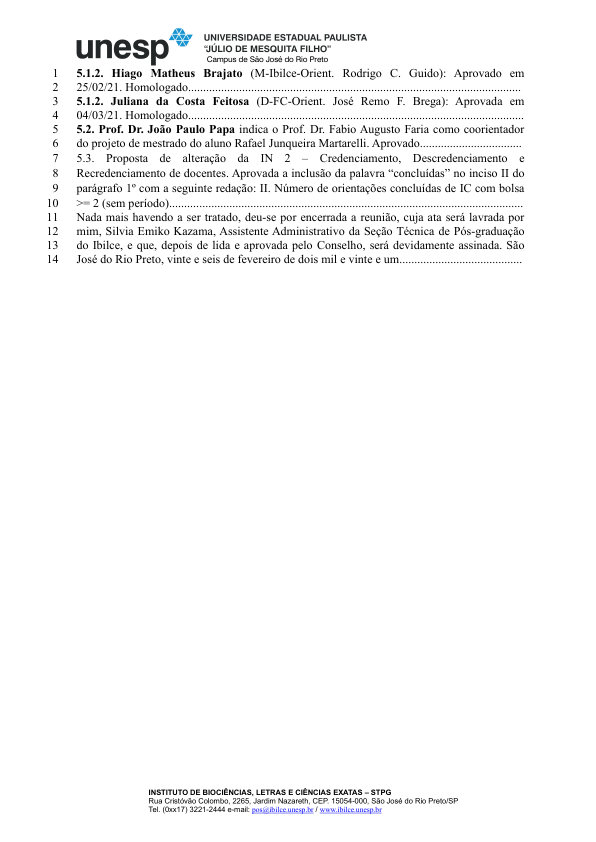 unesp
UNIVERSIDADE ESTADUAL PAULISTA
“JÚLIO DE MESQUITA FILHO”
Campus de São José do Rio Preto
1 5.1.2. Hiago Matheus Brajato (M-Ibilce-Orient. Rodrigo C. Guido): Aprovado em
2 25/02/21. Homologado...............................................................................................................
3 5.1.2. Juliana da Costa Feitosa (D-FC-Orient. José Remo F. Brega): Aprovada em
4 04/03/21. Homologado................................................................................................................
5 5.2. Prof. Dr. João Paulo Papa indica o Prof. Dr. Fabio Augusto Faria como coorientador
6 do projeto de mestrado do aluno Rafael Junqueira Martarelli. Aprovado..................................
7 5.3. Proposta de alteração da IN 2 – Credenciamento, Descredenciamento e
8 Recredenciamento de docentes. Aprovada a inclusão da palavra “concluídas” no inciso II do
9 parágrafo 1º com a seguinte redação: II. Número de orientações concluídas de IC com bolsa
10 >= 2 (sem período)......................................................................................................................
11 Nada mais havendo a ser tratado, deu-se por encerrada a reunião, cuja ata será lavrada por
12 mim, Silvia Emiko Kazama, Assistente Administrativo da Seção Técnica de Pós-graduação
13 do Ibilce, e que, depois de lida e aprovada pelo Conselho, será devidamente assinada. São
14 José do Rio Preto, vinte e seis de fevereiro de dois mil e vinte e um.........................................
INSTITUTO DE BIOCIÊNCIAS, LETRAS E CIÊNCIAS EXATAS – STPG
Rua Cristóvão Colombo, 2265, Jardim Nazareth, CEP. 15054-000, São José do Rio Preto/SP
Tel. (0xx17) 3221-2444 e-mail: pos@ibilce.unesp.br / www.ibilce.unesp.br